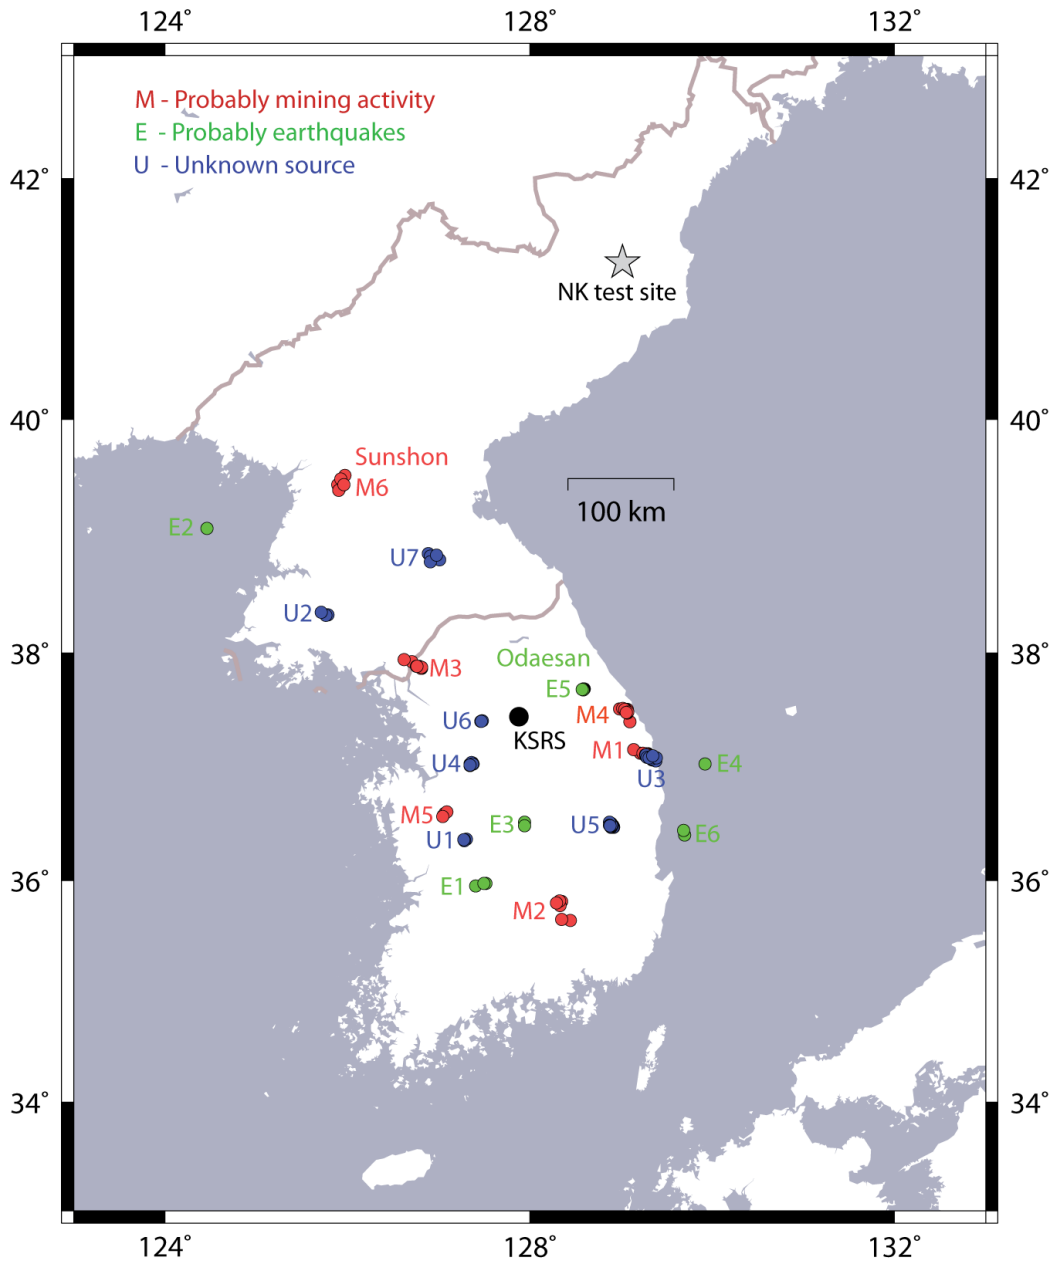 124° 128° 132°
M - Probably mining activity
E - Probably earthquakes
U - Unknown source
42° 42°
NK test site
40° 40°
Sunshon
M6
100 km
E2
U7
U2
38° 38°
Odaesan
M3
E5
M4
U6
KSRS
M1
U4 E4
U3
M5
E3 U5
E6
U1
36° 36°
E1
M2
34° 34°
124° 128° 132°